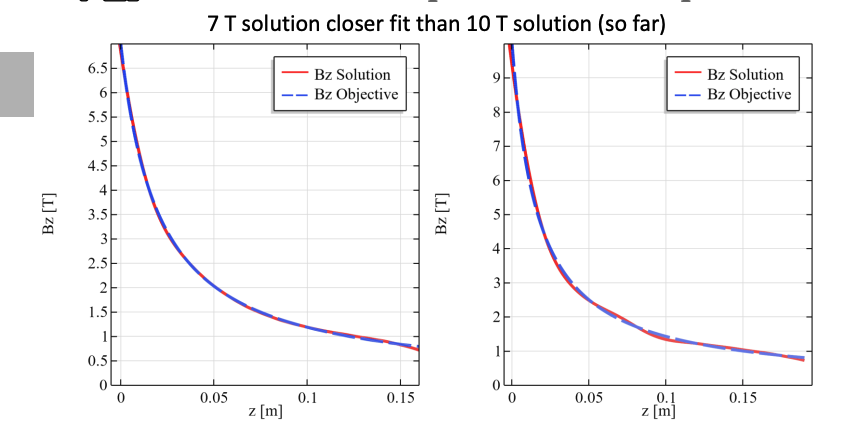 7 T solution closer fit than 10 T solution (so far)
Bz Solution
Bz Objective
6.5
6
5.5
5
4.5
4
3.5
3
2.5
2
1.5
1
0.5
0
Bz [T]
0 0.05 0.1 0.15
z [m]
Bz Solution
Bz Objective
9
8
7
6
5
4
3
2
1
0
Bz [T]
0 0.05 0.1 0.15
z [m]